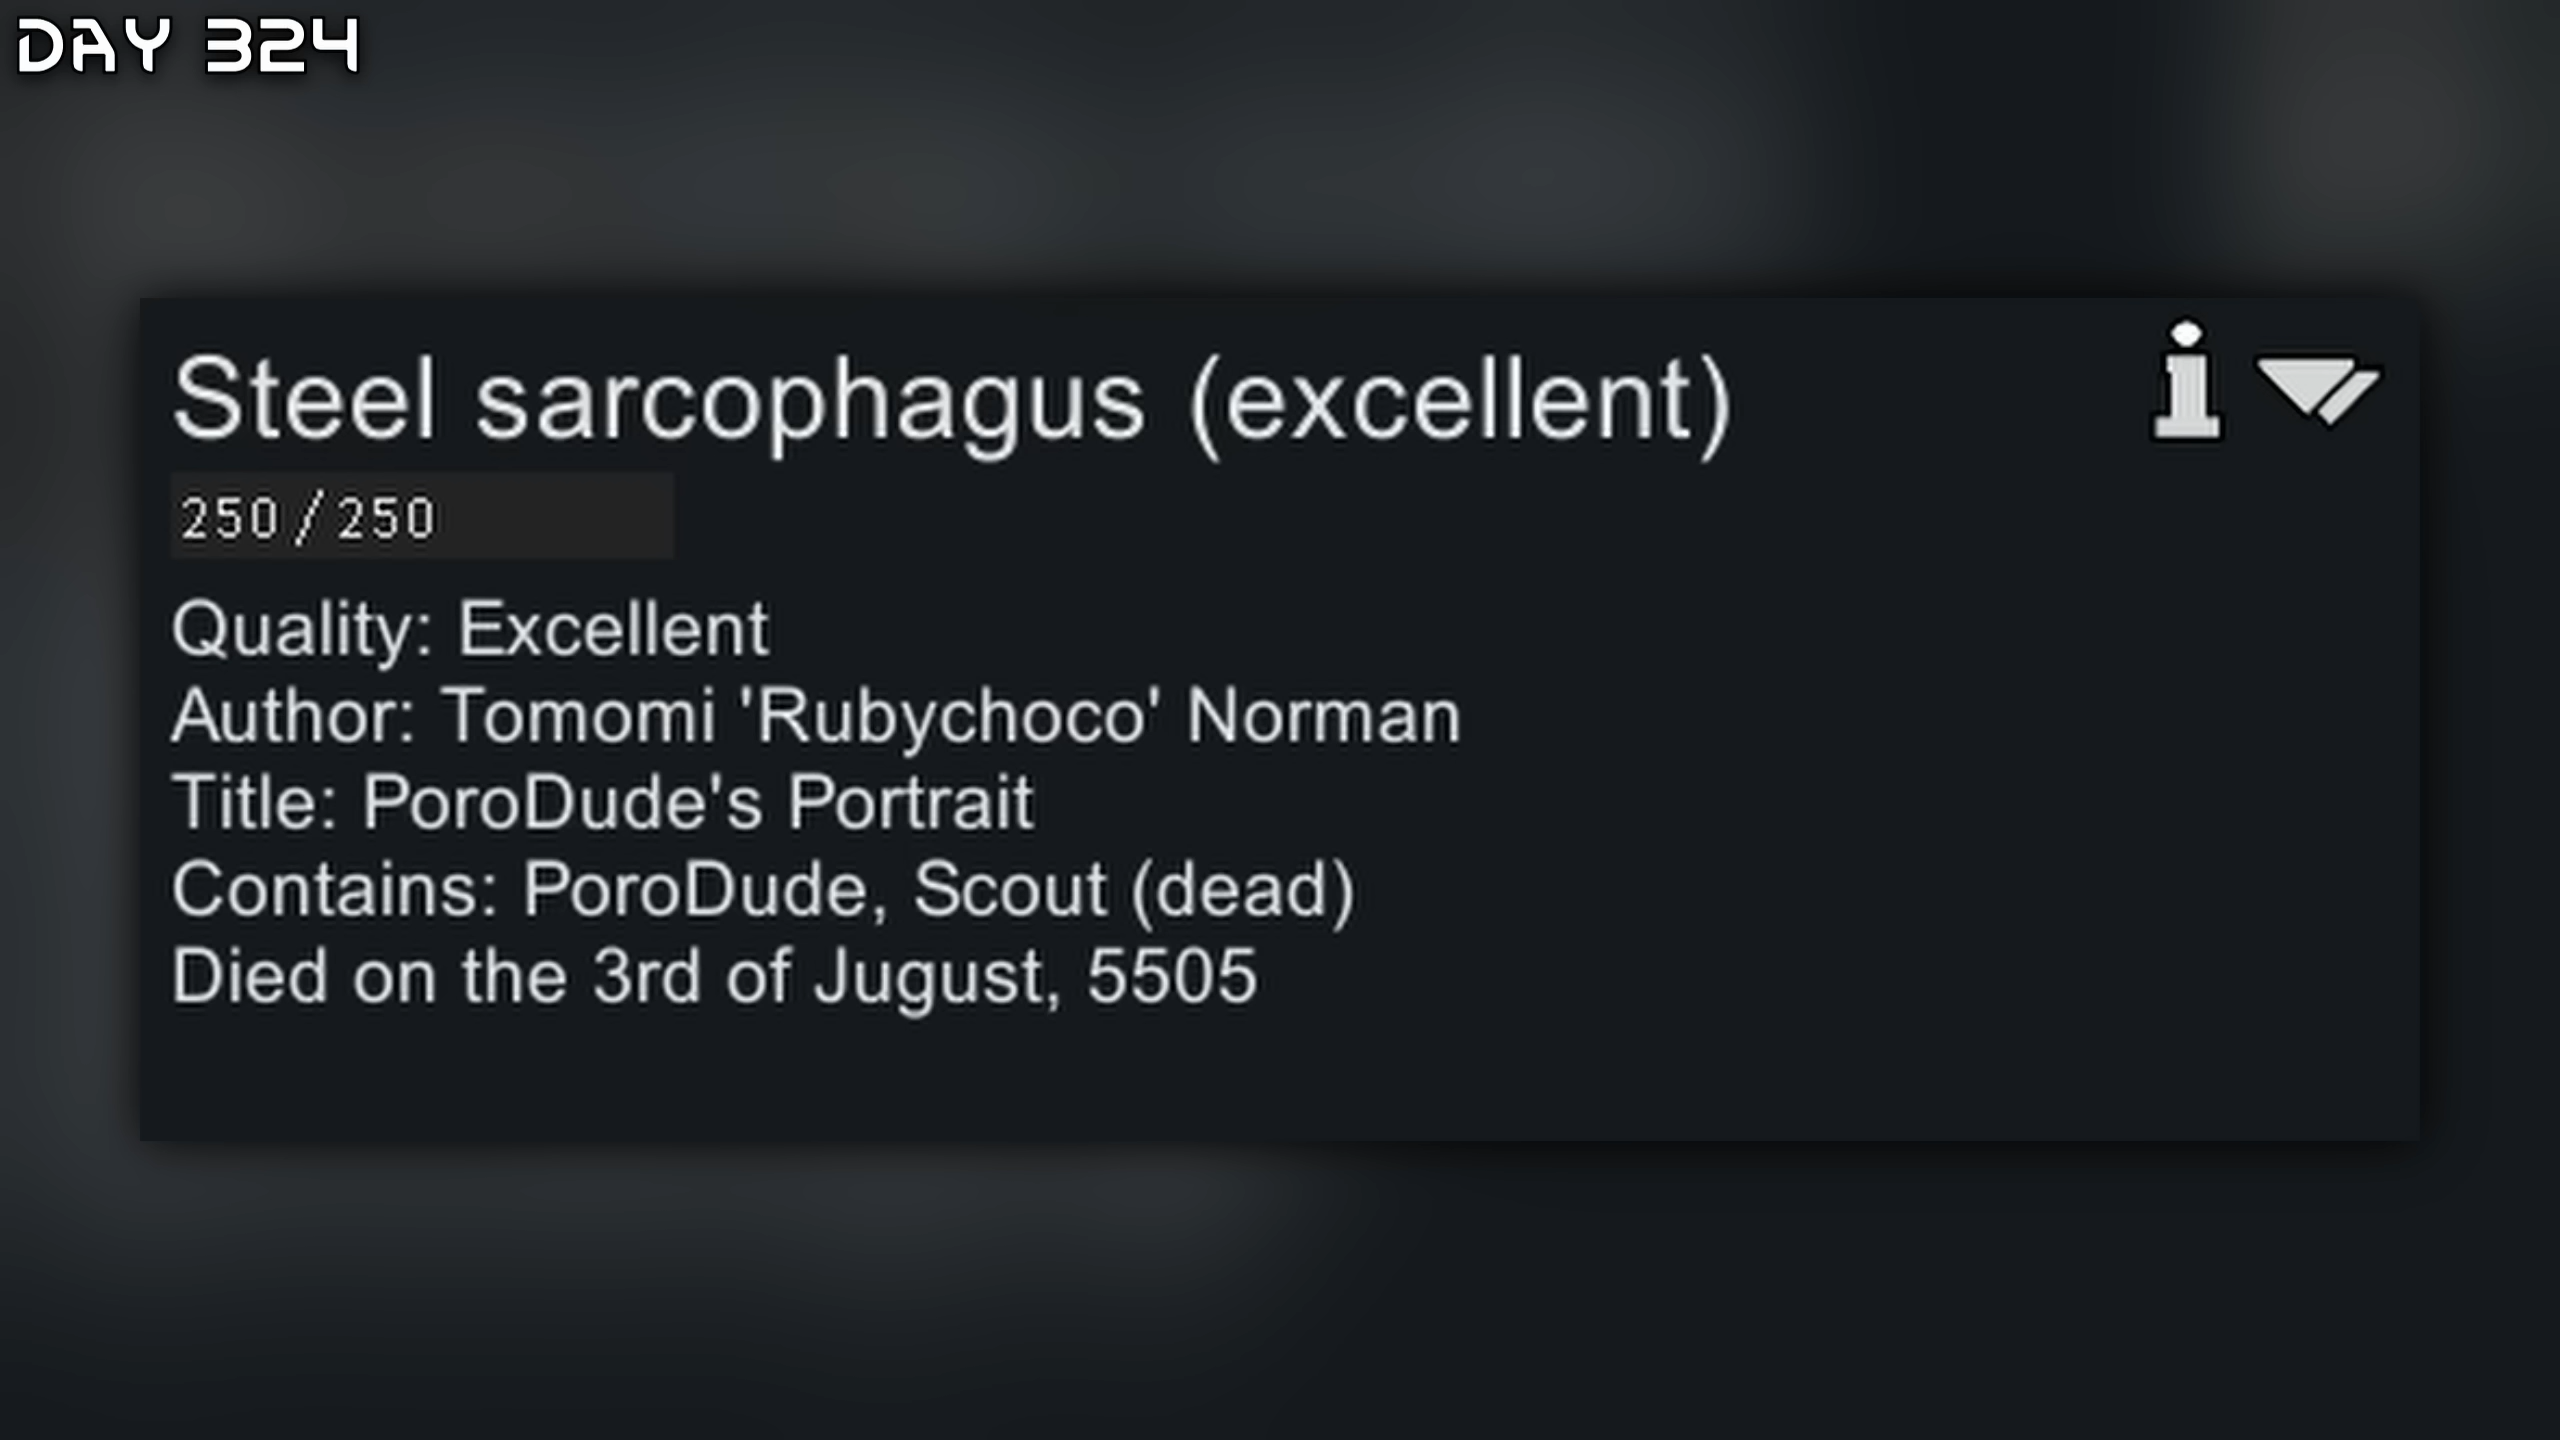 DAY 324
Steel sarcophagus (excellent)
250 / 250
Quality: Excellent
Author: Tomomi 'Rubychoco' Norman
Title: PoroDude's Portrait
Contains: PoroDude, Scout (dead)
Died on the 3rd of Jugust, 5505